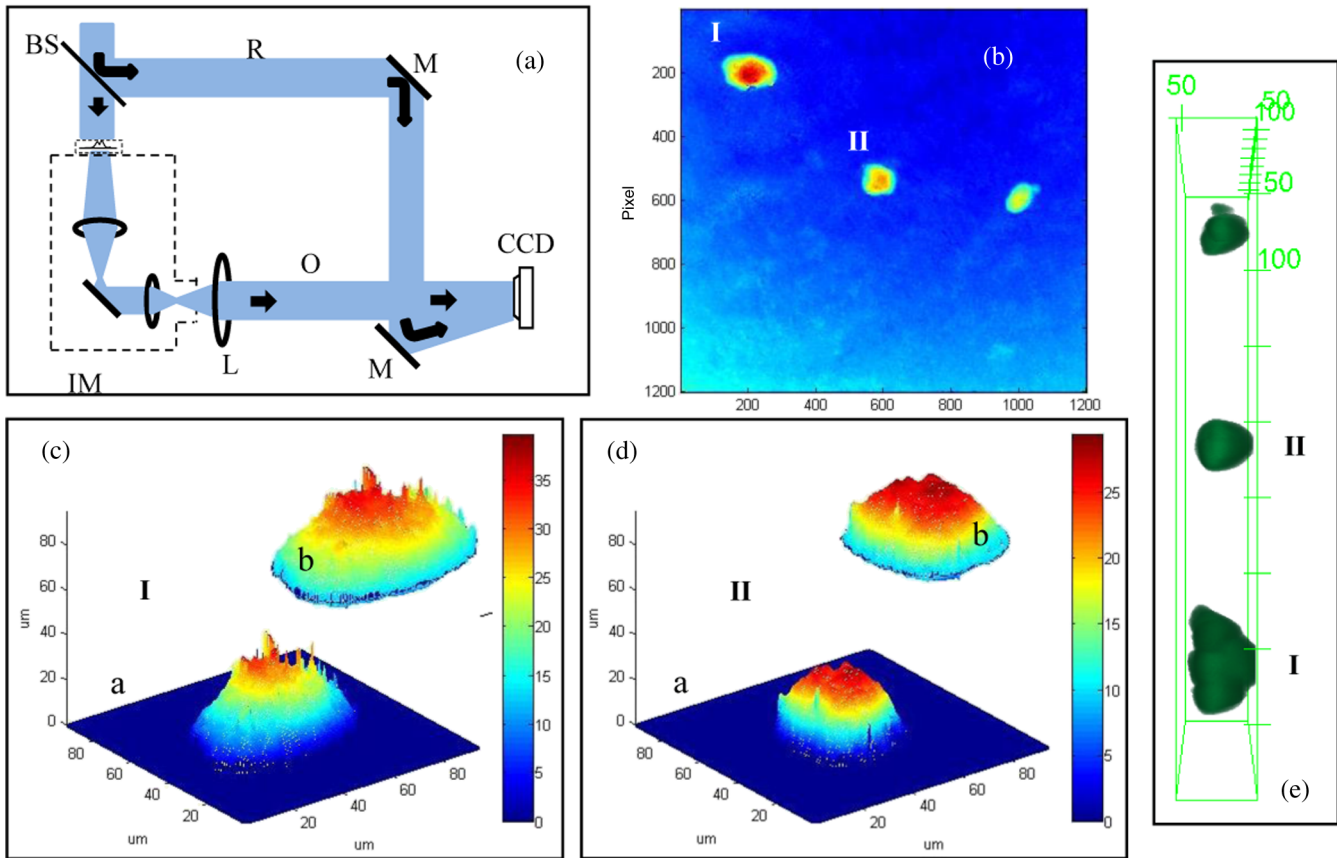 BS
R
M
(a)
O
CCD
L
M
IM
I
(b)
II
Pixel
200
400
600
800
1000
1200
200 400 600 800 1000 1200
(c)
I
a
b
um
80
60
40
20
0
80
60
40
20
um
20
40
60
80
um
35
30
25
20
15
10
5
0
(d)
II
a
b
um
80
60
40
20
0
80
60
40
20
um
20
40
60
80
um
25
20
15
10
5
0
50
50
100
50
100
II
I
(e)